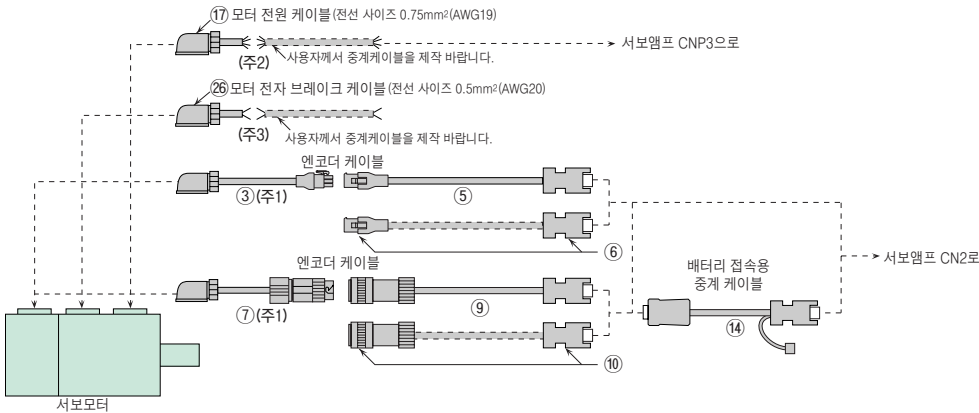 ⑰ 모터 전원 케이블 (전선 사이즈 0.75mm² (AWG19)
서보앰프 CNP3으로
(주2) 사용자께서 중계케이블을 제작 바랍니다.
㉖ 모터 전자 브레이크 케이블 (전선 사이즈 0.5mm² (AWG20)
(주3) 사용자께서 중계케이블을 제작 바랍니다.
엔코더 케이블
③ (주1)
⑤
⑥
서보앰프 CN2로
엔코더 케이블
배터리 접속용
중계 케이블
⑦ (주1)
⑨
⑭
⑩
서보모터